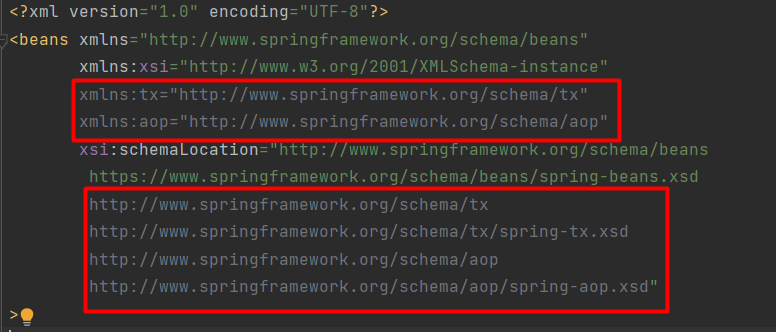 <?xml version="1.0" encoding="UTF-8"?>
<beans xmlns="http://www.springframework.org/schema/beans"
xmlns:xsi="http://www.w3.org/2001/XMLSchema-instance"
xmlns:tx="http://www.springframework.org/schema/tx"
xmlns:aop="http://www.springframework.org/schema/aop"
xsi:schemaLocation="http://www.springframework.org/schema/beans
https://www.springframework.org/schema/beans/spring-beans.xsd
http://www.springframework.org/schema/tx
http://www.springframework.org/schema/tx/spring-tx.xsd
http://www.springframework.org/schema/aop
http://www.springframework.org/schema/aop/spring-aop.xsd"
>